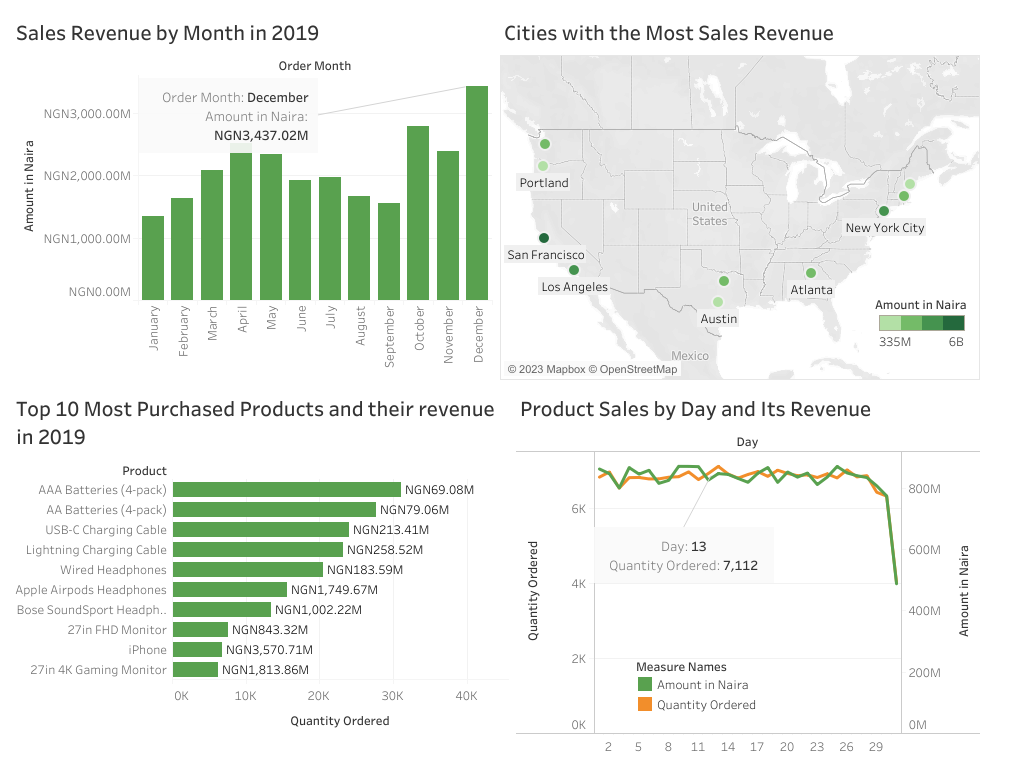 Sales Revenue by Month in 2019
Order Month
Order Month: December
Amount in Naira:
NGN3,437.02M
Amount in Naira
NGN3,000.00M
NGN2,000.00M
NGN1,000.00M
NGN0.00M
January
February
March
April
May
June
July
August
September
October
November
December
Cities with the Most Sales Revenue
Portland
United
States
New York City
San Francisco
Los Angeles
Atlanta
Austin
Mexico
Amount in Naira
335M 6B
© 2023 Mapbox © OpenStreetMap
Top 10 Most Purchased Products and their revenue
in 2019
Product
AAA Batteries (4-pack) NGN69.08M
AA Batteries (4-pack) NGN79.06M
USB-C Charging Cable NGN213.41M
Lightning Charging Cable NGN258.52M
Wired Headphones NGN183.59M
Apple Airpods Headphones NGN1,749.67M
Bose SoundSport Headph.. NGN1,002.22M
27in FHD Monitor NGN843.32M
iPhone NGN3,570.71M
27in 4K Gaming Monitor NGN1,813.86M
0K 10K 20K 30K 40K
Quantity Ordered
Product Sales by Day and Its Revenue
Day
Quantity Ordered
6K
4K
2K
0K
Day: 13
Quantity Ordered: 7,112
Measure Names
Amount in Naira
Quantity Ordered
800M
600M
400M
200M
0M
Amount in Naira
2 5 8 11 14 17 20 23 26 29